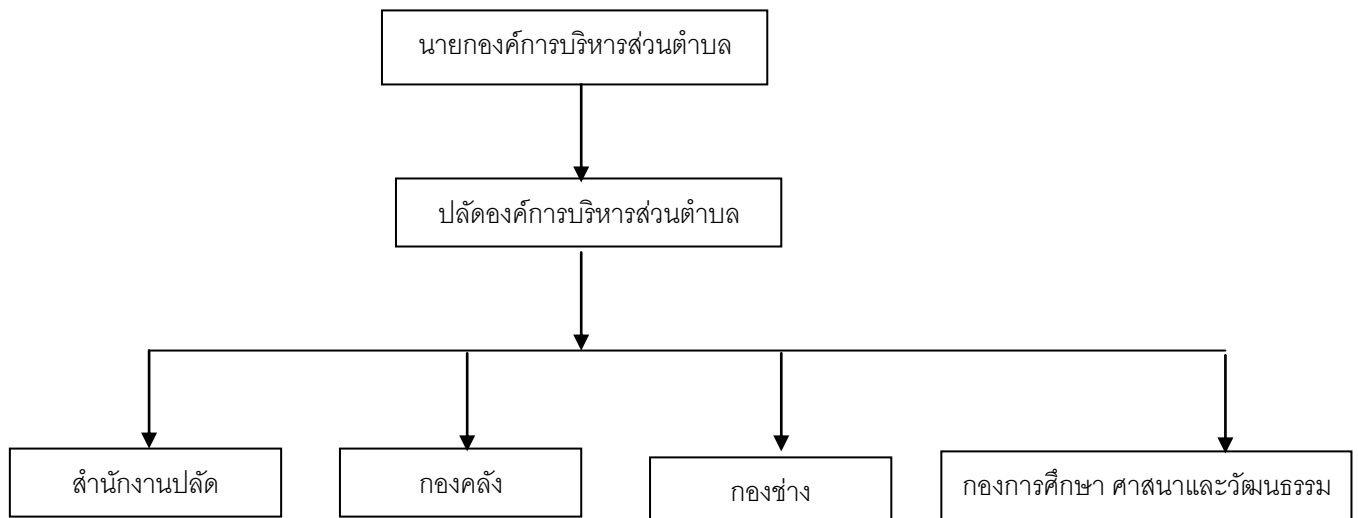 นายกองค์การบริหารส่วนตำบล
ปลัดองค์การบริหารส่วนตำบล
สำนักงานปลัด
กองคลัง
กองช่าง
กองการศึกษา ศาสนาและวัฒนธรรม